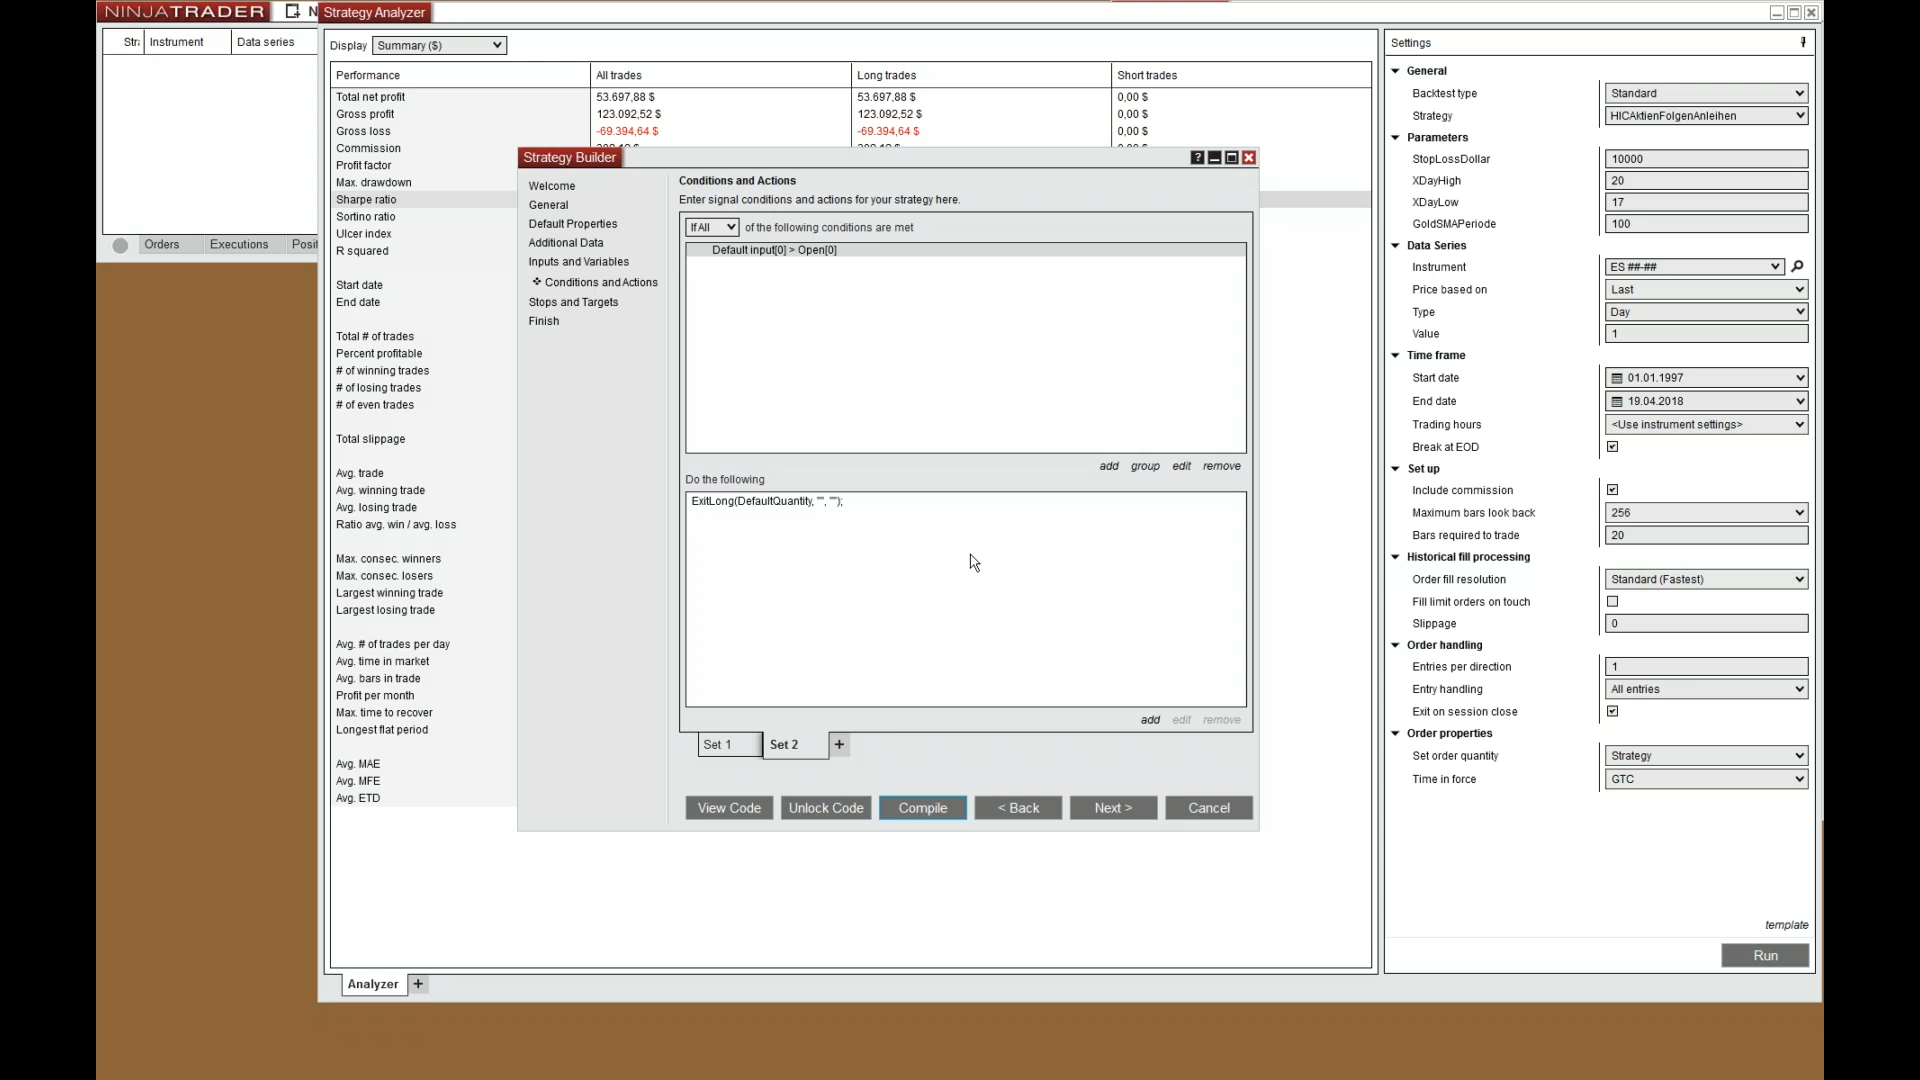 NINJATRADER
N
Strategy Analyzer
Instrument
Data series
Orders
Executions
Display
Summary ($)
Performance
All trades
Long trades
Short trades
Total net profit
53.697,88 $
53.697,88 $
0,00 $
Gross profit
123.092,52 $
123.092,52 $
0,00 $
Gross loss
-69.394,64 $
-69.394,64 $
0,00 $
Commission
Profit factor
Max. drawdown
Sharpe ratio
Sortino ratio
Ulcer index
R squared
Start date
End date
Total # of trades
Percent profitable
# of winning trades
# of losing trades
# of even trades
Total slippage
Avg. trade
Avg. winning trade
Avg. losing trade
Ratio avg. win / avg. loss
Max. consec. winners
Max. consec. losers
Largest winning trade
Largest losing trade
Avg. # of trades per day
Avg. time in market
Avg. bars in trade
Profit per month
Max. time to recover
Longest flat period
Avg. MAE
Avg. MFE
Avg. ETD
Analyzer
+
Strategy Builder
?
Welcome
General
Default Properties
Additional Data
Inputs and Variables
Conditions and Actions
Stops and Targets
Finish
Conditions and Actions
Enter signal conditions and actions for your strategy here.
If All
of the following conditions are met
Default input[0] > Open[0]
add group edit remove
Do the following
ExitLong(DefaultQuantity, "", "");
add edit remove
Set 1
Set 2
+
View Code
Unlock Code
Compile
< Back
Next >
Cancel
Settings
General
Backtest type
Standard
Strategy
HICAktienFolgenAnleihen
Parameters
StopLossDollar
10000
XDayHigh
20
XDayLow
17
GoldSMAPeriode
100
Data Series
Instrument
ES ##-##
Price based on
Last
Type
Day
Value
1
Time frame
Start date
01.01.1997
End date
19.04.2018
Trading hours
<Use instrument settings>
Break at EOD
Set up
Include commission
Maximum bars look back
256
Bars required to trade
20
Historical fill processing
Order fill resolution
Standard (Fastest)
Fill limit orders on touch
Slippage
0
Order handling
Entries per direction
1
Entry handling
All entries
Exit on session close
Order properties
Set order quantity
Strategy
Time in force
GTC
template
Run